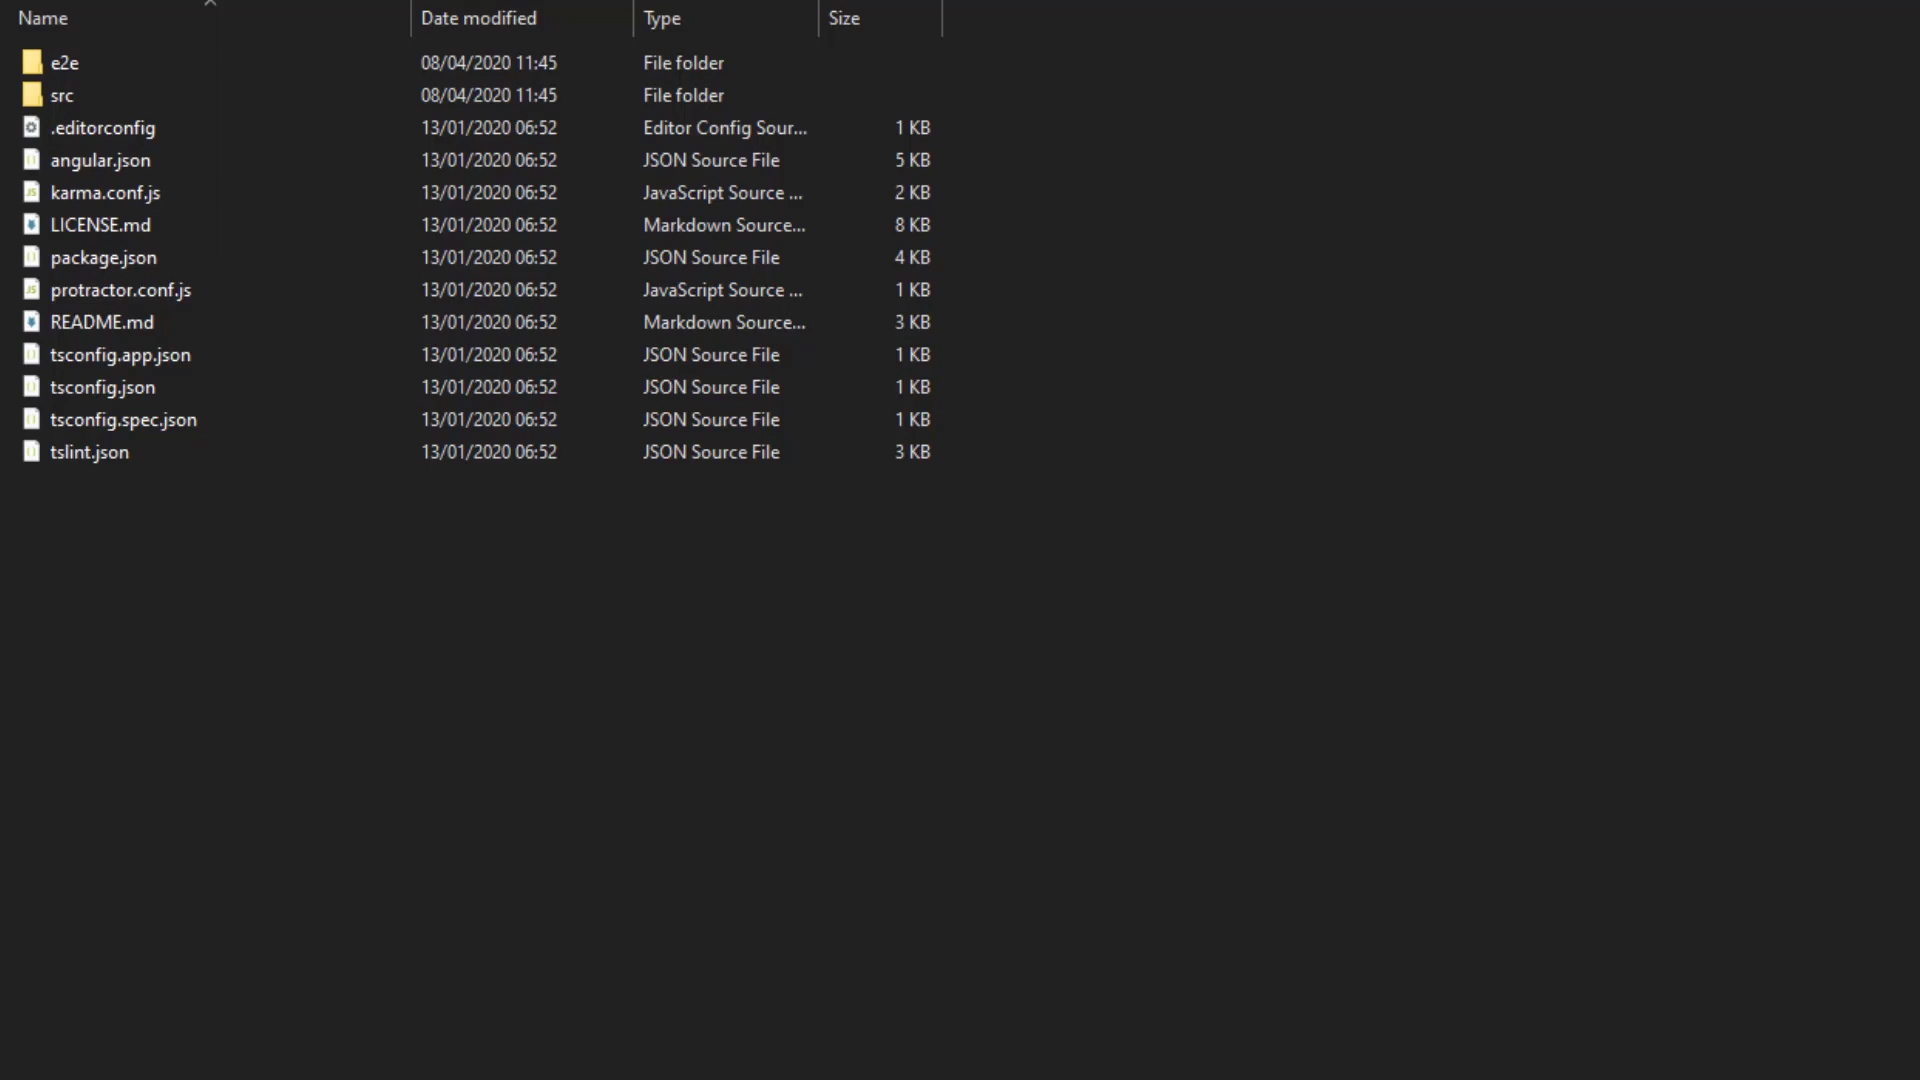 Name Date modified Type Size
e2e 08/04/2020 11:45 File folder
src 08/04/2020 11:45 File folder
.editorconfig 13/01/2020 06:52 Editor Config Sour... 1 KB
angular.json 13/01/2020 06:52 JSON Source File 5 KB
karma.conf.js 13/01/2020 06:52 JavaScript Source ... 2 KB
LICENSE.md 13/01/2020 06:52 Markdown Source... 8 KB
package.json 13/01/2020 06:52 JSON Source File 4 KB
protractor.conf.js 13/01/2020 06:52 JavaScript Source ... 1 KB
README.md 13/01/2020 06:52 Markdown Source... 3 KB
tsconfig.app.json 13/01/2020 06:52 JSON Source File 1 KB
tsconfig.json 13/01/2020 06:52 JSON Source File 1 KB
tsconfig.spec.json 13/01/2020 06:52 JSON Source File 1 KB
tslint.json 13/01/2020 06:52 JSON Source File 3 KB